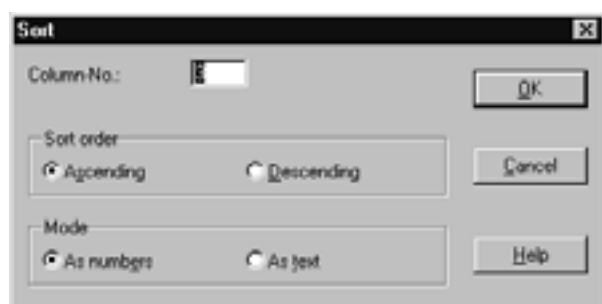 Sort
Column-No.:
OK
Sort order
Ascending
Descending
Cancel
Mode
As numbers
As text
Help